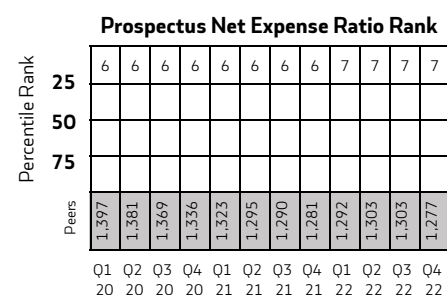 Prospectus Net Expense Ratio Rank
Percentile Rank
6 6 6 6 6 6 6 6 7 7 7 7
25
50
75
Peers
1,397 1,381 1,369 1,336 1,323 1,295 1,290 1,281 1,292 1,303 1,303 1,277
Q1 Q2 Q3 Q4 Q1 Q2 Q3 Q4 Q1 Q2 Q3 Q4
20 20 20 20 21 21 21 21 22 22 22 22